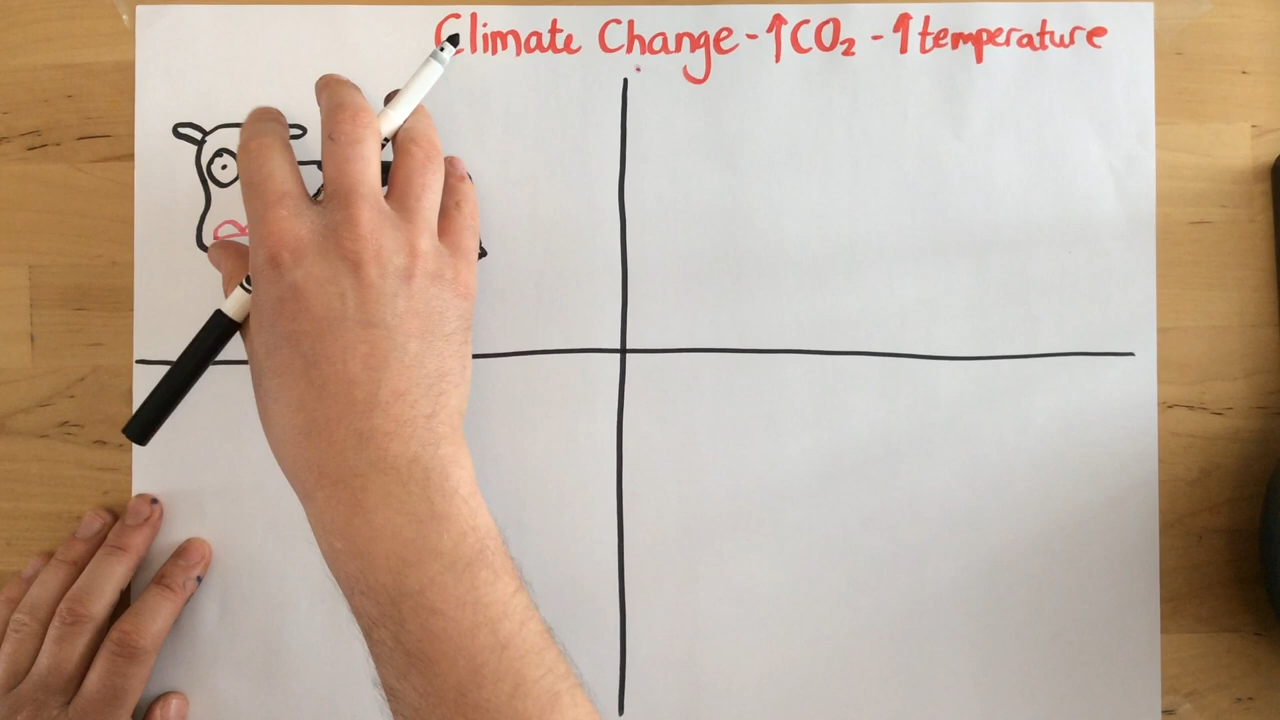 Climate Change - ↑CO₂ - ↑temperature